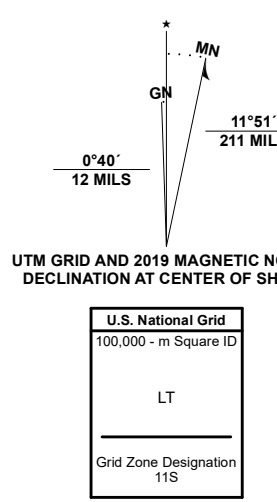 ★
MN
GN
11°51´
211 MIL
0°40´
12 MILS
UTM GRID AND 2019 MAGNETIC
DECLINATION AT CENTER OF
U.S. National Grid
100,000 - m Square ID
LT
Grid Zone Designation
11S